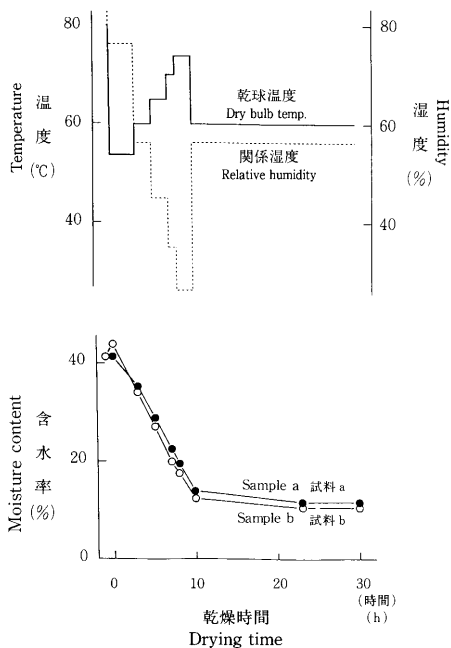 80
60
40
Temperature
温度
(℃)
乾球温度
Dry bulb temp.
関係湿度
Relative humidity
80
60
40
Humidity
湿度
(%)
40
20
0
Moisture content
含水率
(%)
Sample a 試料a
Sample b 試料b
0
10
20
30
(時間)
(h)
乾燥時間
Drying time